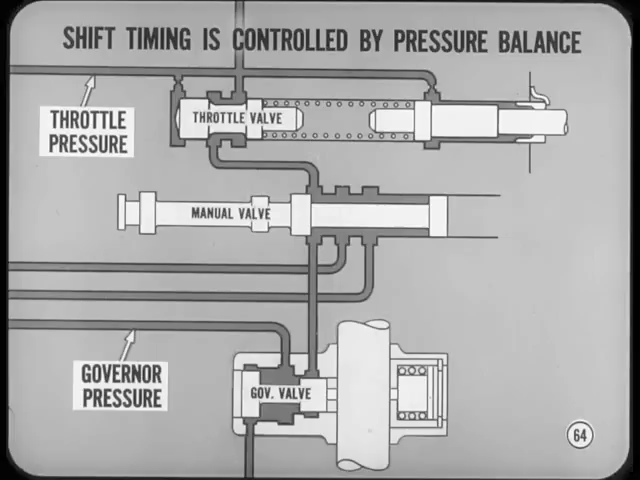 SHIFT TIMING IS CONTROLLED BY PRESSURE BALANCE
THROTTLE
PRESSURE
THROTTLE VALVE
MANUAL VALVE
GOVERNOR
PRESSURE
GOV. VALVE
64